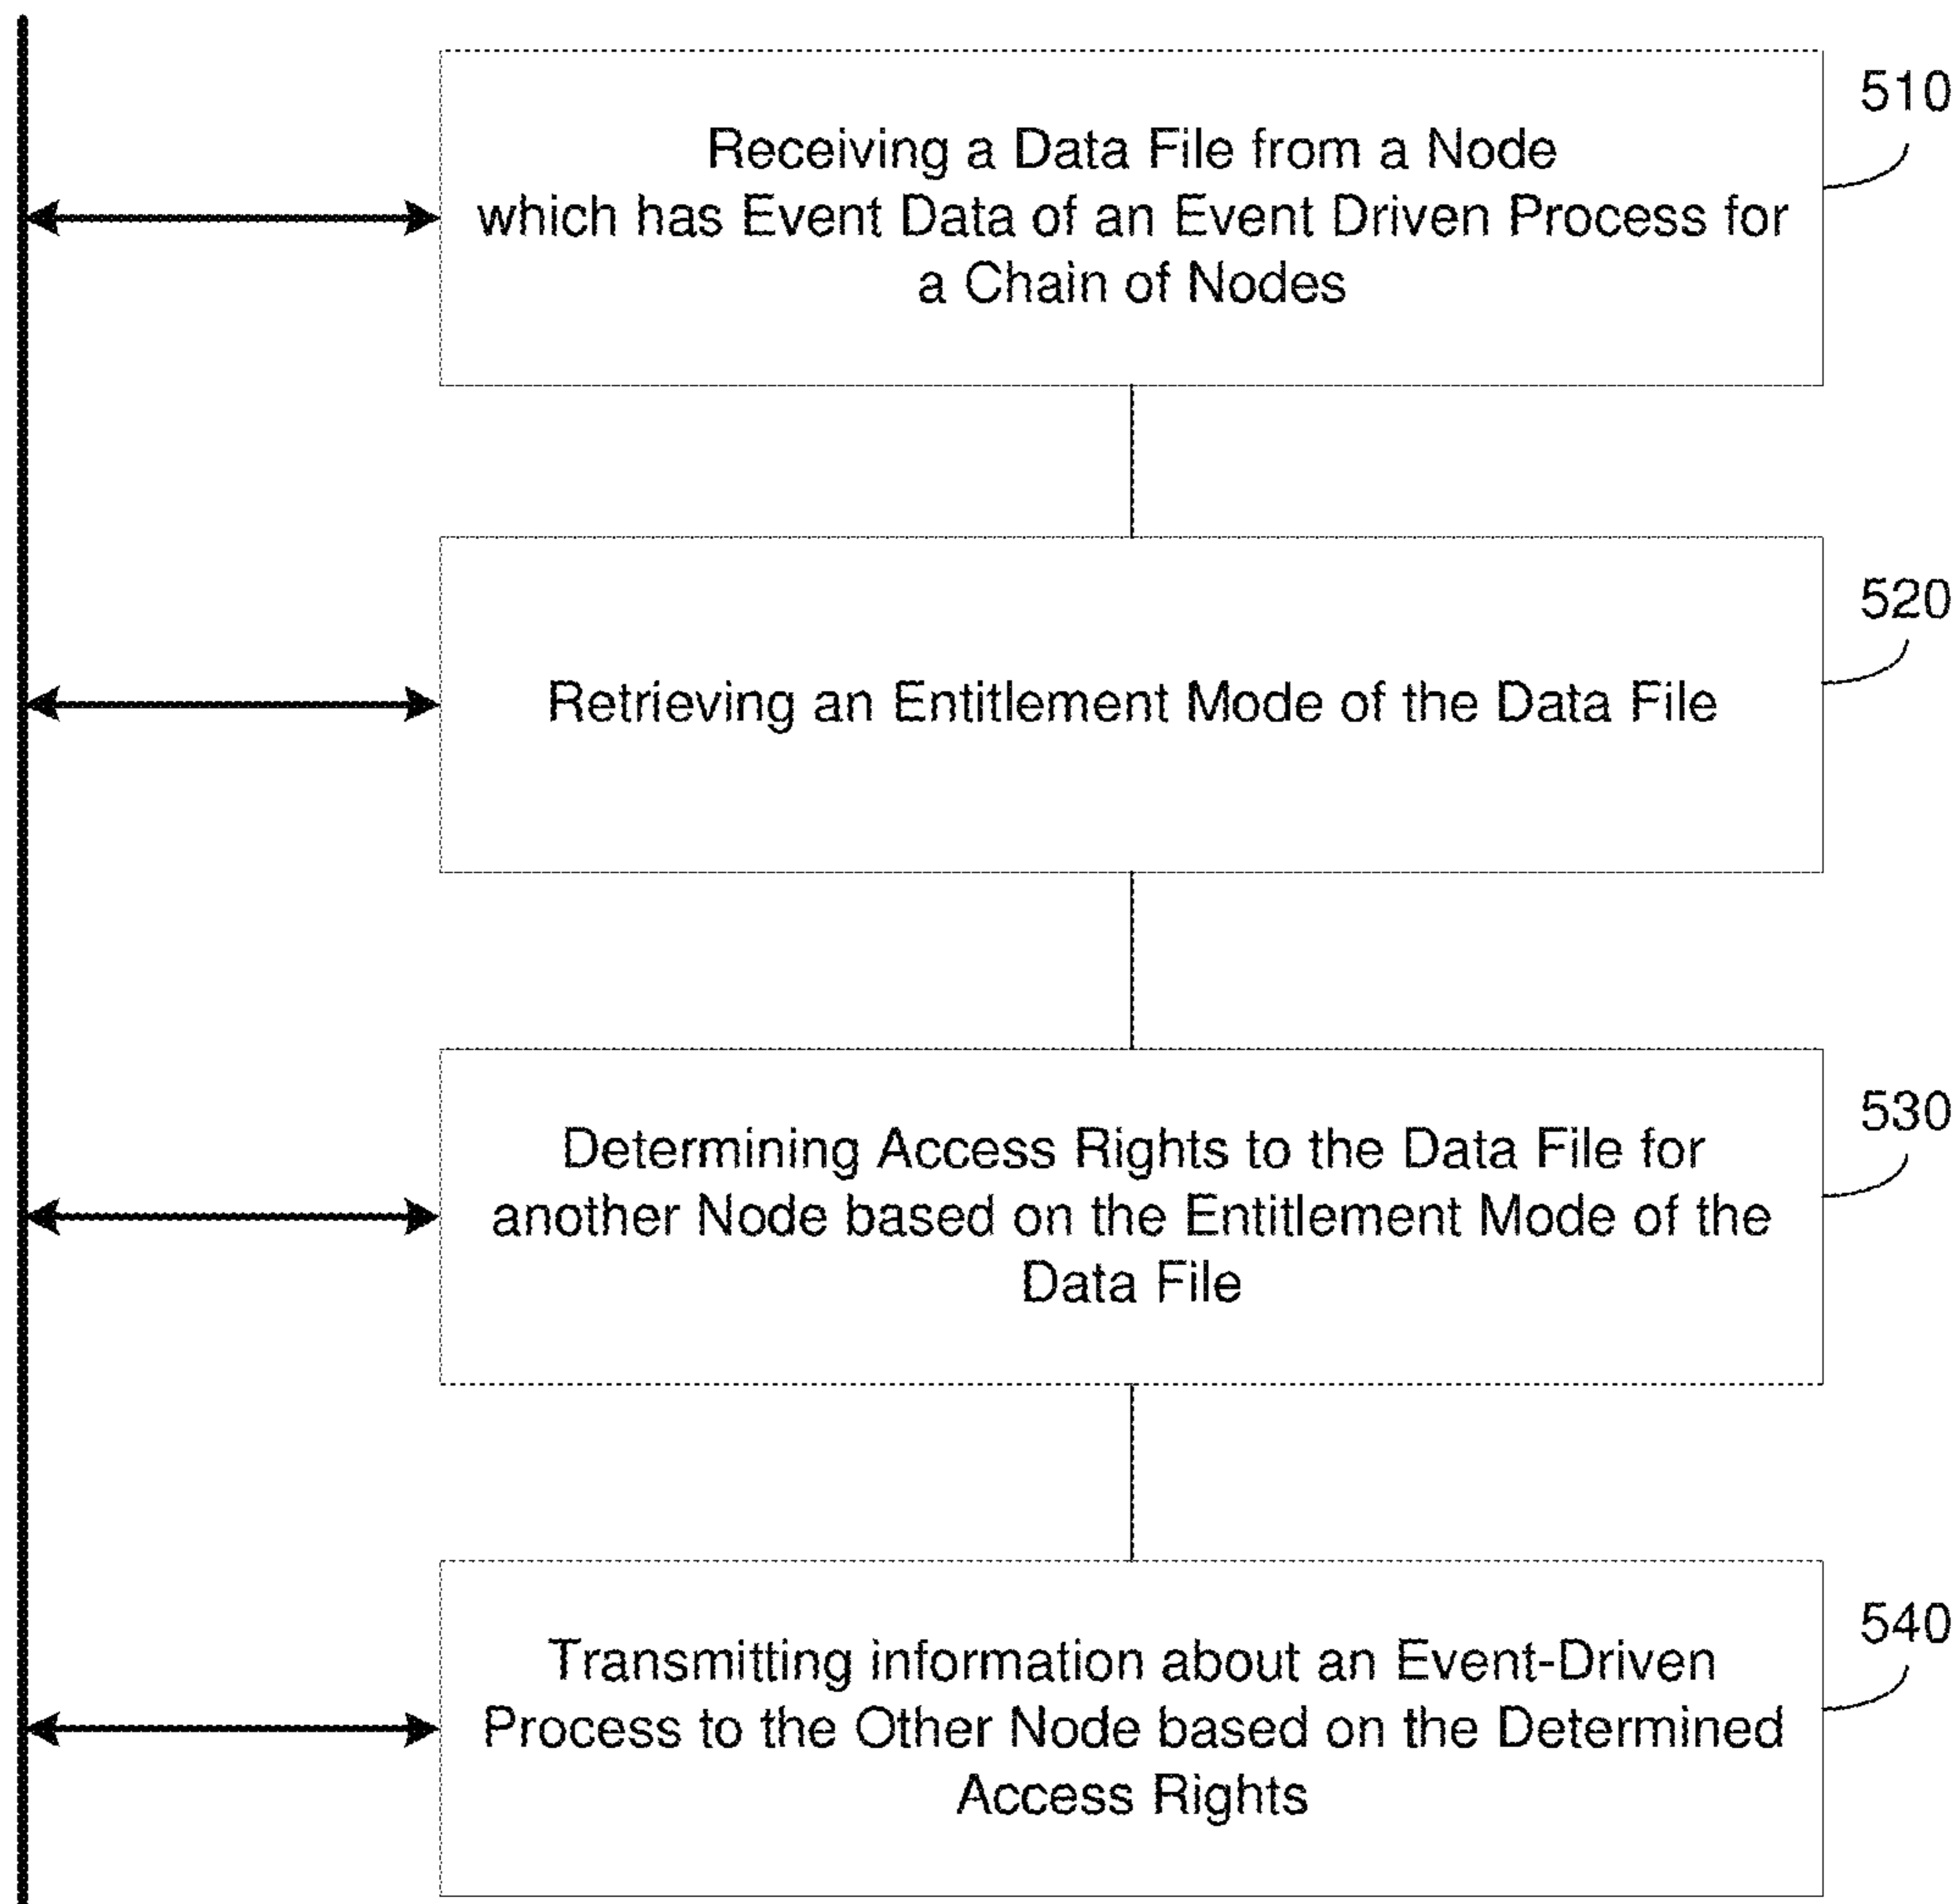 510
Receiving a Data File from a Node
which has Event Data of an Event Driven Process for
a Chain of Nodes
520
Retrieving an Entitlement Mode of the Data File
530
Determining Access Rights to the Data File for
another Node based on the Entitlement Mode of the
Data File
540
Transmitting information about an Event-Driven
Process to the Other Node based on the Determined
Access Rights